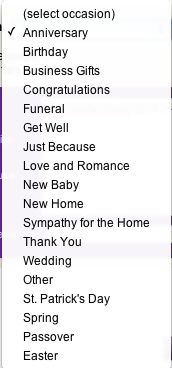 (select occasion)
✓ Anniversary
Birthday
Business Gifts
Congratulations
Funeral
Get Well
Just Because
Love and Romance
New Baby
New Home
Sympathy for the Home
Thank You
Wedding
Other
St. Patrick's Day
Spring
Passover
Easter